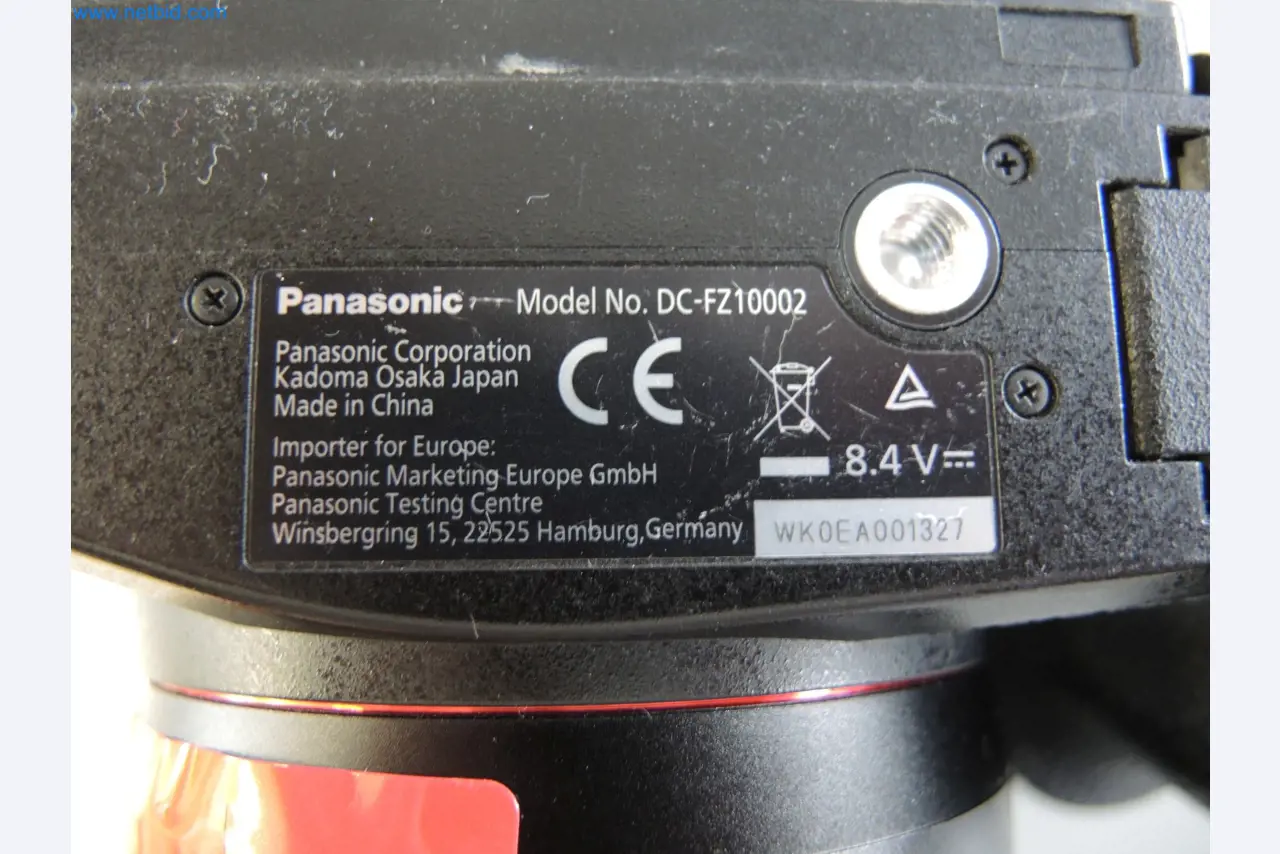 www.netbid.com
Panasonic Model No. DC-FZ10002
Panasonic Corporation
Kadoma Osaka Japan
Made in China
CE
Importer for Europe:
Panasonic Marketing Europe GmbH
Panasonic Testing Centre
Winsbergring 15, 22525 Hamburg,Germany
8.4 V
WK0EA001327